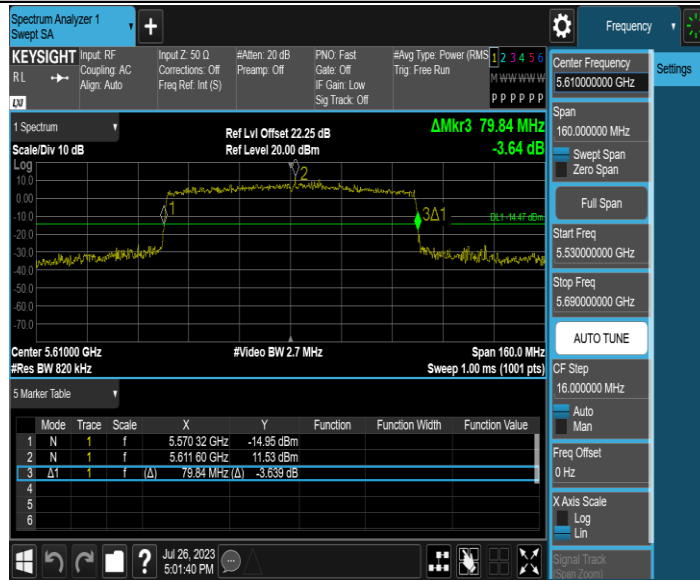 Spectrum Analyzer 1
Swept SA
+
Frequency
KEYSIGHT
Input: RF
Input Z: 50 Ω
#Atten: 20 dB
PNO: Fast
#Avg Type: Power (RMS
1 2 3 4 5 6
RL
Coupling: AC
Corrections: Off
Preamp: Off
Gate: Off
Trig: Free Run
M W W W W W
Align: Auto
Freq Ref: Int (S)
IF Gain: Low
Sig Track: Off
P P P P P P
LXI
Center Frequency
5.610000000 GHz
Settings
Span
160.000000 MHz
Swept Span
Zero Span
Full Span
Start Freq
5.530000000 GHz
Stop Freq
5.690000000 GHz
AUTO TUNE
CF Step
16.000000 MHz
Auto
Man
Freq Offset
0 Hz
X Axis Scale
Log
Lin
Signal Track
(Span Zoom)
1 Spectrum
Scale/Div 10 dB
Ref Lvl Offset 22.25 dB
Ref Level 20.00 dBm
ΔMkr3 79.84 MHz
-3.64 dB
Log
10.0
0.00
-10.0
-20.0
-30.0
-40.0
-50.0
-60.0
-70.0
2
1
3Δ1
DL1 -14.47 dBm
Center 5.61000 GHz
#Video BW 2.7 MHz
Span 160.0 MHz
#Res BW 820 kHz
Sweep 1.00 ms (1001 pts)
5 Marker Table
Mode Trace Scale X Y Function Function Width Function Value
1 N 1 f 5.570 32 GHz -14.95 dBm
2 N 1 f 5.611 60 GHz 11.53 dBm
3 Δ1 1 f (Δ) 79.84 MHz (Δ) -3.639 dB
4
5
6
?
Jul 26, 2023
5:01:40 PM